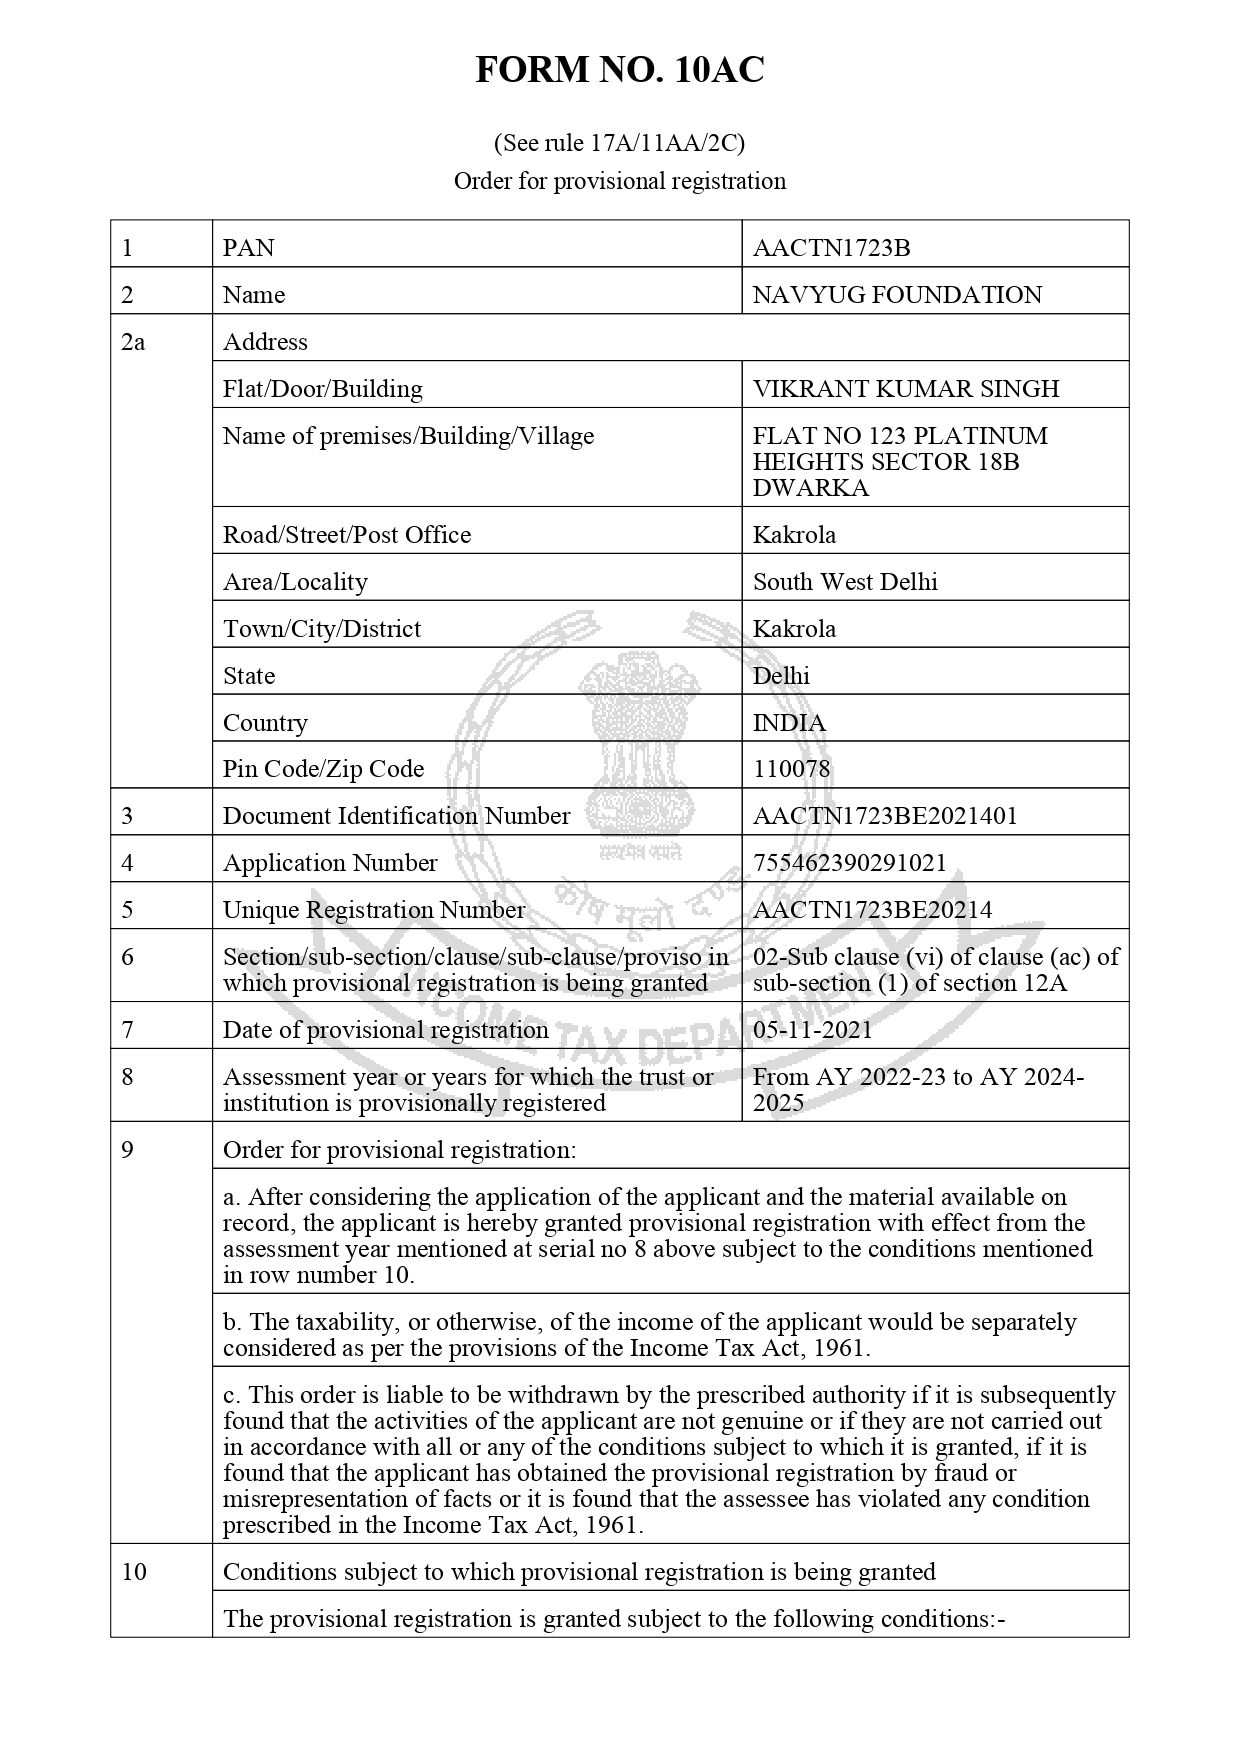 FORM NO. 10AC
(See rule 17A/11AA/2C)
Order for provisional registration
1 PAN AACTN1723B
2 Name NAVYUG FOUNDATION
2a Address
Flat/Door/Building VIKRANT KUMAR SINGH
Name of premises/Building/Village FLAT NO 123 PLATINUM
HEIGHTS SECTOR 18B
DWARKA
Road/Street/Post Office Kakrola
Area/Locality South West Delhi
Town/City/District Kakrola
State Delhi
Country INDIA
Pin Code/Zip Code 110078
3 Document Identification Number AACTN1723BE2021401
सत्यमेव जयते
4 Application Number 755462390291021
कोष मूलो दण्ड
5 Unique Registration Number AACTN1723BE20214
6 Section/sub-section/clause/sub-clause/proviso in 02-Sub clause (vi) of clause (ac) of
which provisional registration is being granted sub-section (1) of section 12A
INCOME TAX DEPARTMENT
7 Date of provisional registration 05-11-2021
8 Assessment year or years for which the trust or From AY 2022-23 to AY 2024-
institution is provisionally registered 2025
9 Order for provisional registration:
a. After considering the application of the applicant and the material available on
record, the applicant is hereby granted provisional registration with effect from the
assessment year mentioned at serial no 8 above subject to the conditions mentioned
in row number 10.
b. The taxability, or otherwise, of the income of the applicant would be separately
considered as per the provisions of the Income Tax Act, 1961.
c. This order is liable to be withdrawn by the prescribed authority if it is subsequently
found that the activities of the applicant are not genuine or if they are not carried out
in accordance with all or any of the conditions subject to which it is granted, if it is
found that the applicant has obtained the provisional registration by fraud or
misrepresentation of facts or it is found that the assessee has violated any condition
prescribed in the Income Tax Act, 1961.
10 Conditions subject to which provisional registration is being granted
The provisional registration is granted subject to the following conditions:-